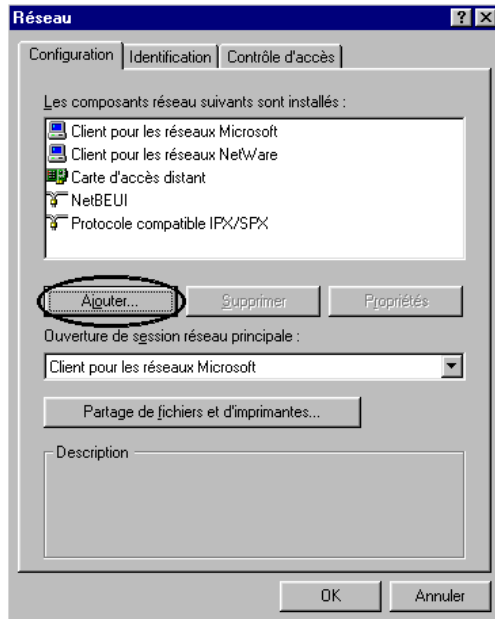 Réseau
Configuration Identification Contrôle d'accès
Les composants réseau suivants sont installés :
Client pour les réseaux Microsoft
Client pour les réseaux NetWare
Carte d'accès distant
NetBEUI
Protocole compatible IPX/SPX
Ajouter... Supprimer Propriétés
Ouverture de session réseau principale :
Client pour les réseaux Microsoft
Partage de fichiers et d'imprimantes...
Description
OK Annuler